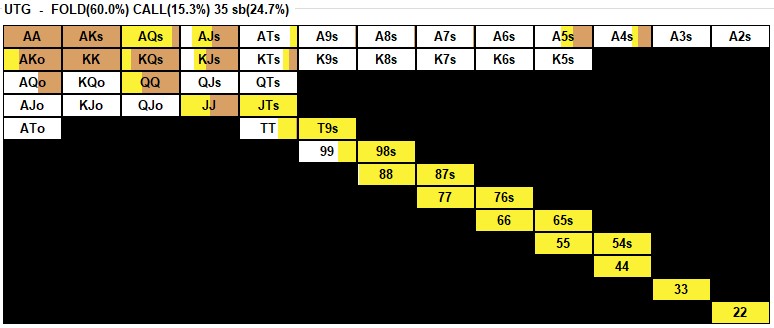 UTG - FOLD(60.0%) CALL(15.3%) 35 sb(24.7%)
AA AKs AQs AJs ATs A9s A8s A7s A6s A5s A4s A3s A2s
AKo KK KQs KJs KTs K9s K8s K7s K6s K5s
AQo KQo QQ QJs QTs
AJo KJo QJo JJ JTs
ATo TT T9s
99 98s
88 87s
77 76s
66 65s
55 54s
44
33
22